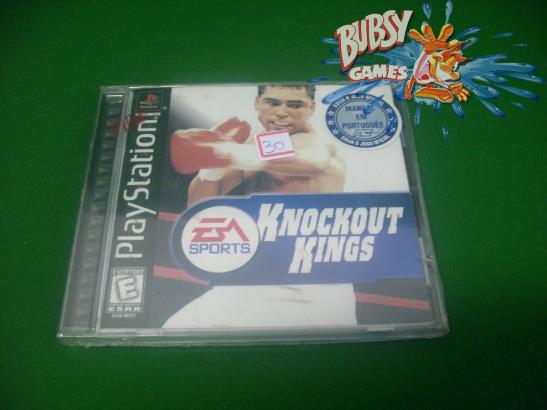 BUBSY
GAMES
PlayStation
MANUAL
EM
PORTUGUÊS
30
EA
SPORTS
KNOCKOUT
KINGS
EVERYONE
E
ESRB